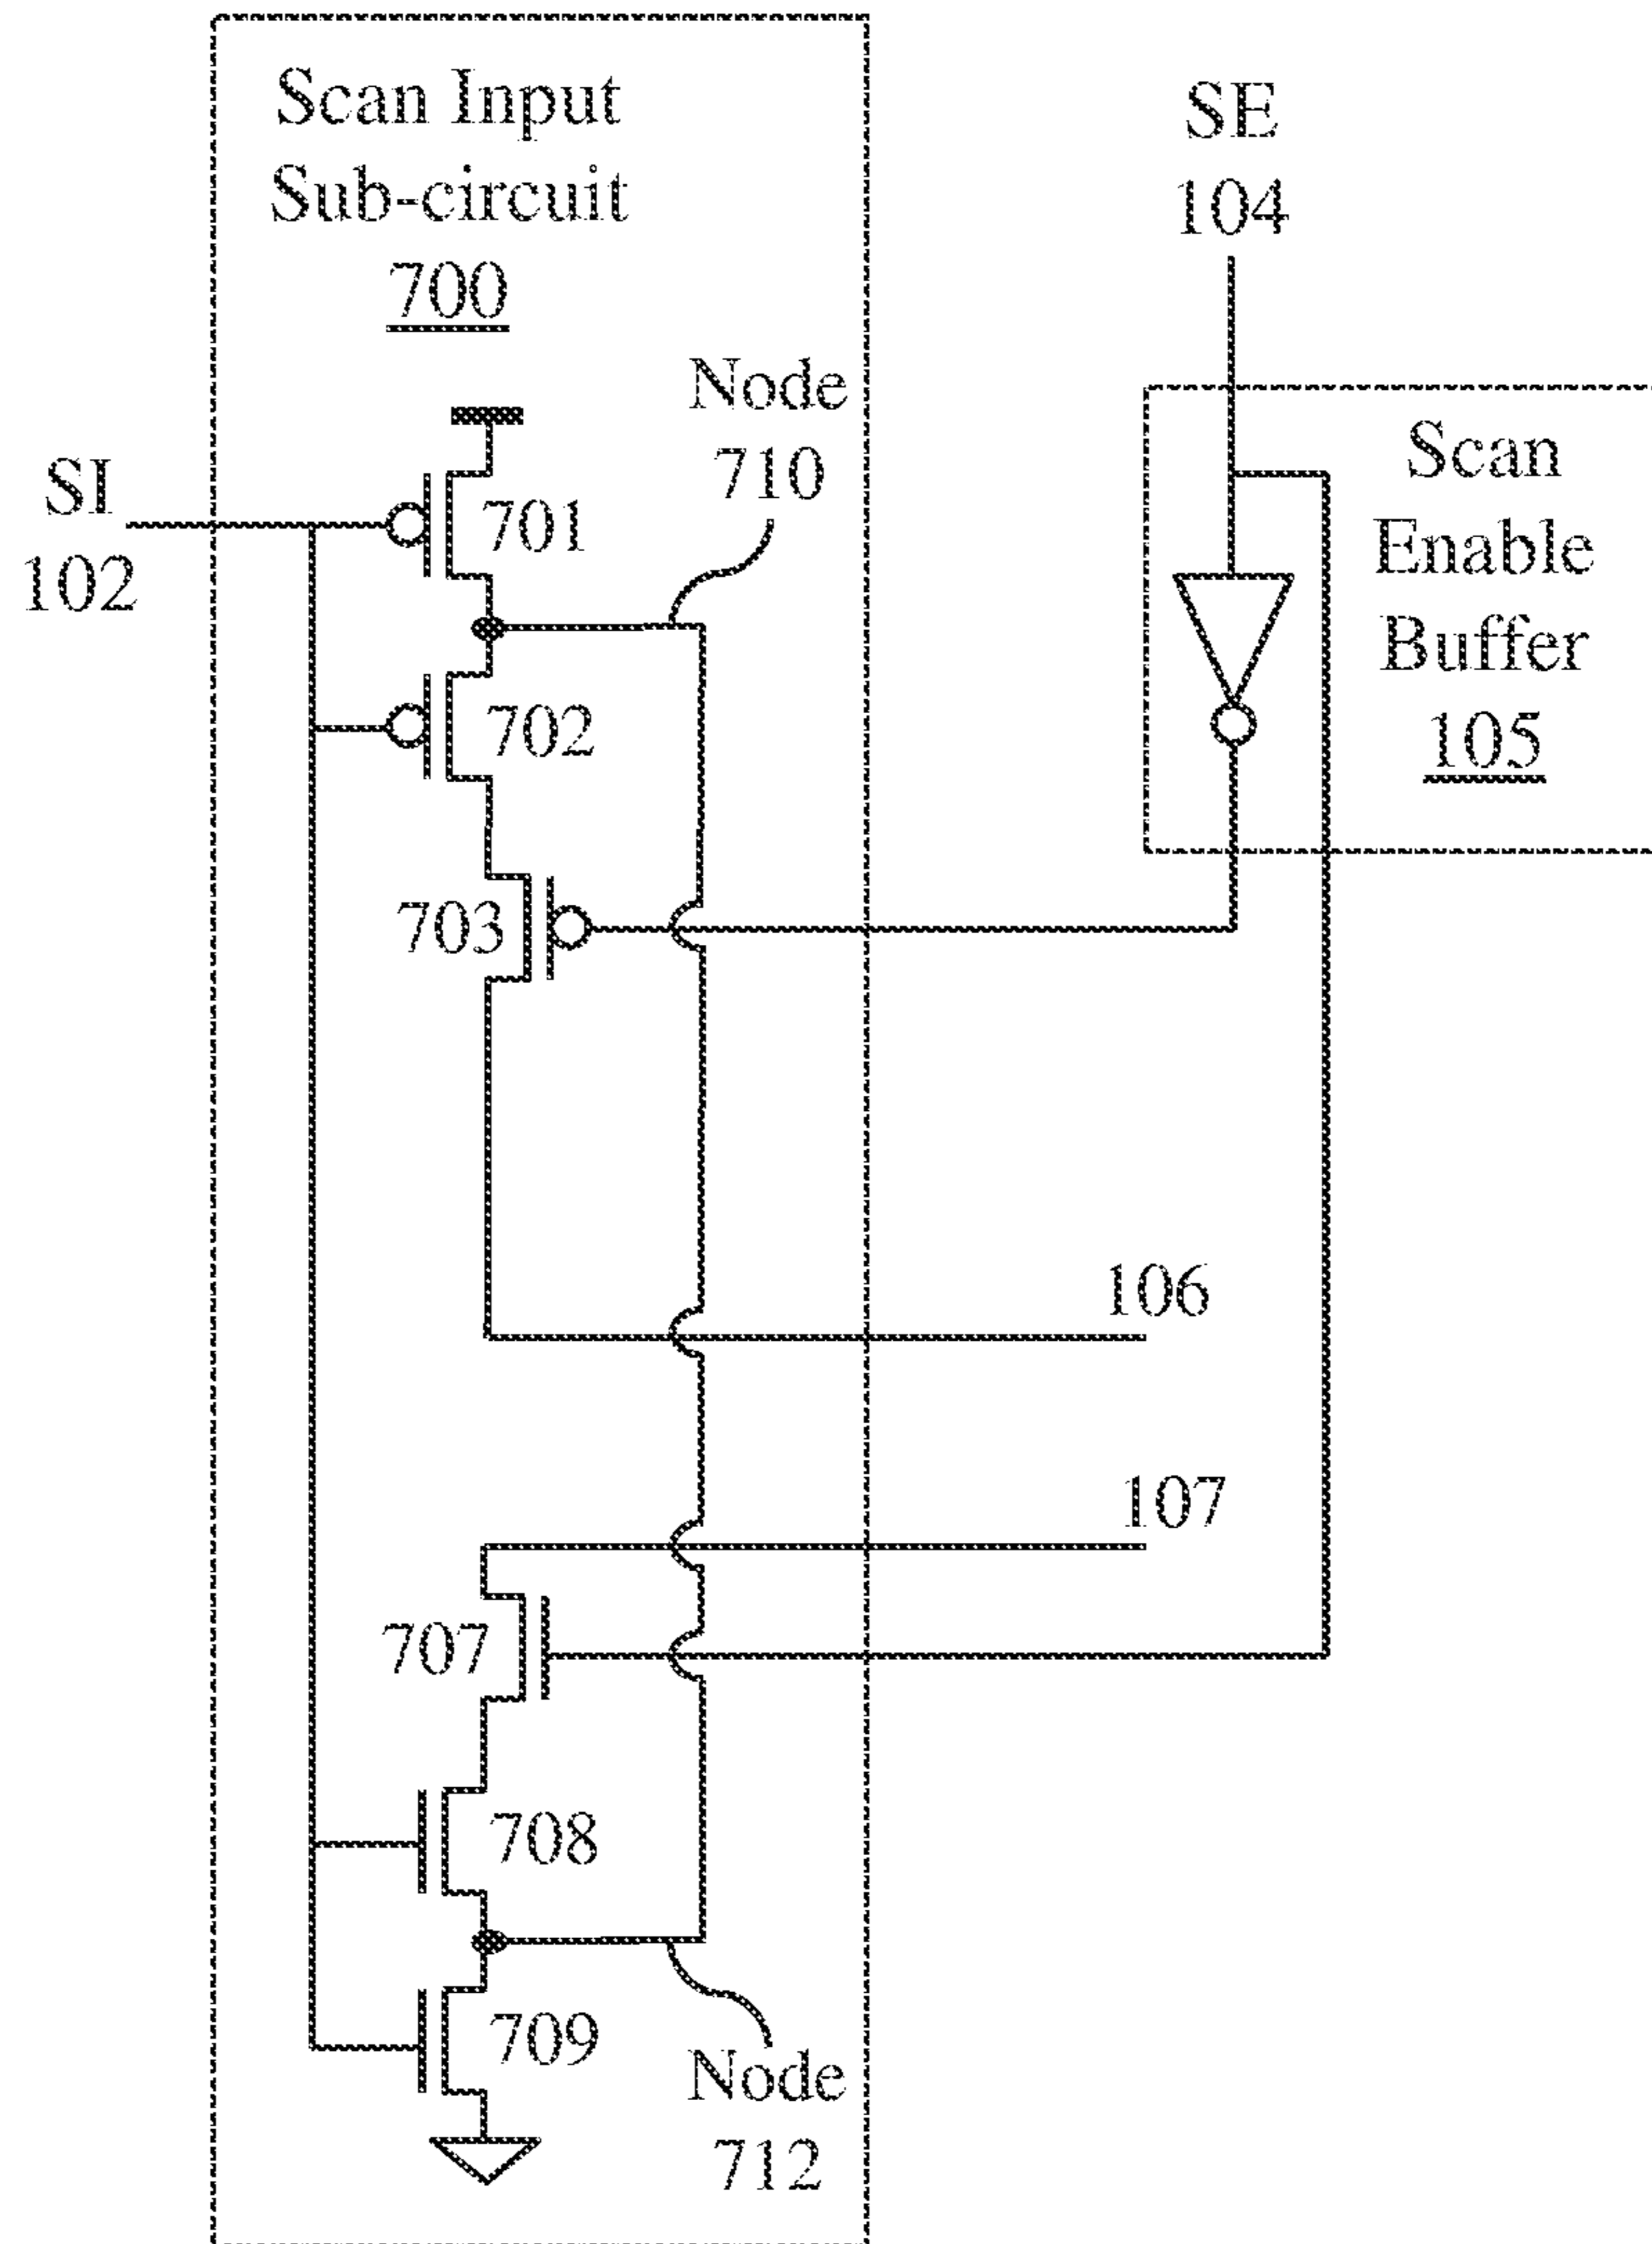 Scan Input
Sub-circuit
700
SE
104
Node
710
Scan
Enable
Buffer
105
SI
102
701
702
703
106
107
707
708
709
Node
712